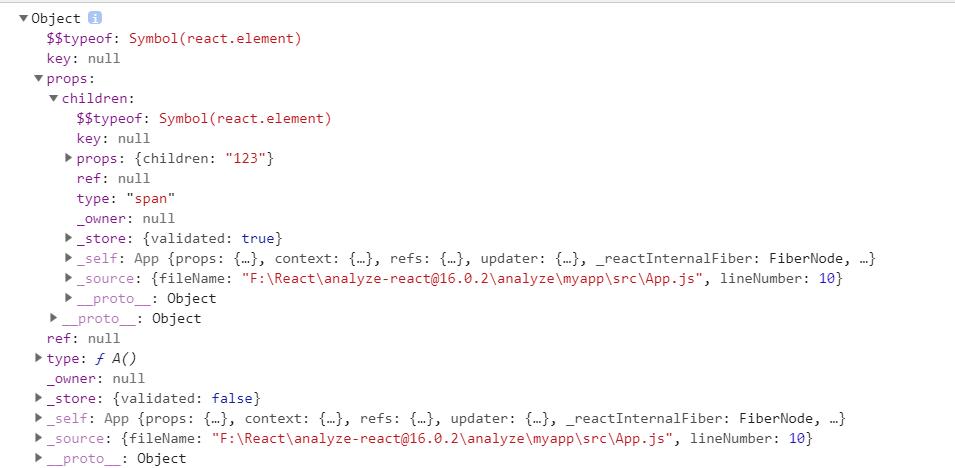 Object i
$$typeof: Symbol(react.element)
key: null
props:
children:
$$typeof: Symbol(react.element)
key: null
props: {children: "123"}
ref: null
type: "span"
_owner: null
_store: {validated: true}
_self: App {props: {…}, context: {…}, refs: {…}, updater: {…}, _reactInternalFiber: FiberNode, …}
_source: {fileName: "F:\React\analyze-react@16.0.2\analyze\myapp\src\App.js", lineNumber: 10}
__proto__: Object
__proto__: Object
ref: null
type: ƒ A()
_owner: null
_store: {validated: false}
_self: App {props: {…}, context: {…}, refs: {…}, updater: {…}, _reactInternalFiber: FiberNode, …}
_source: {fileName: "F:\React\analyze-react@16.0.2\analyze\myapp\src\App.js", lineNumber: 10}
__proto__: Object